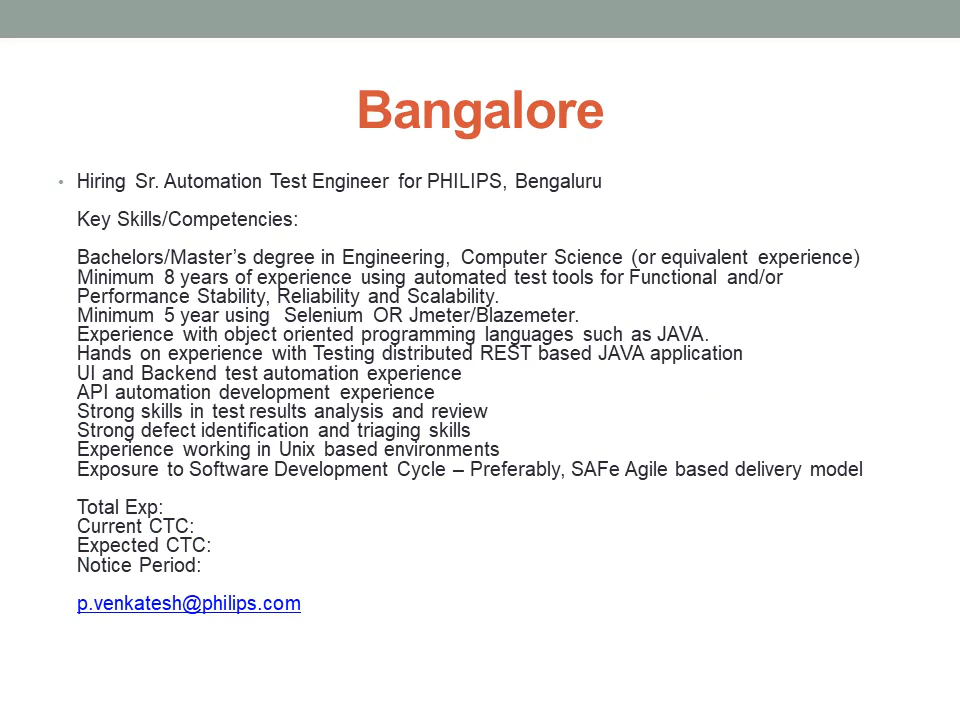 Bangalore
• Hiring Sr. Automation Test Engineer for PHILIPS, Bengaluru
Key Skills/Competencies:
Bachelors/Master’s degree in Engineering, Computer Science (or equivalent experience)
Minimum 8 years of experience using automated test tools for Functional and/or
Performance Stability, Reliability and Scalability.
Minimum 5 year using Selenium OR Jmeter/Blazemeter.
Experience with object oriented programming languages such as JAVA.
Hands on experience with Testing distributed REST based JAVA application
UI and Backend test automation experience
API automation development experience
Strong skills in test results analysis and review
Strong defect identification and triaging skills
Experience working in Unix based environments
Exposure to Software Development Cycle – Preferably, SAFe Agile based delivery model
Total Exp:
Current CTC:
Expected CTC:
Notice Period:
p.venkatesh@philips.com